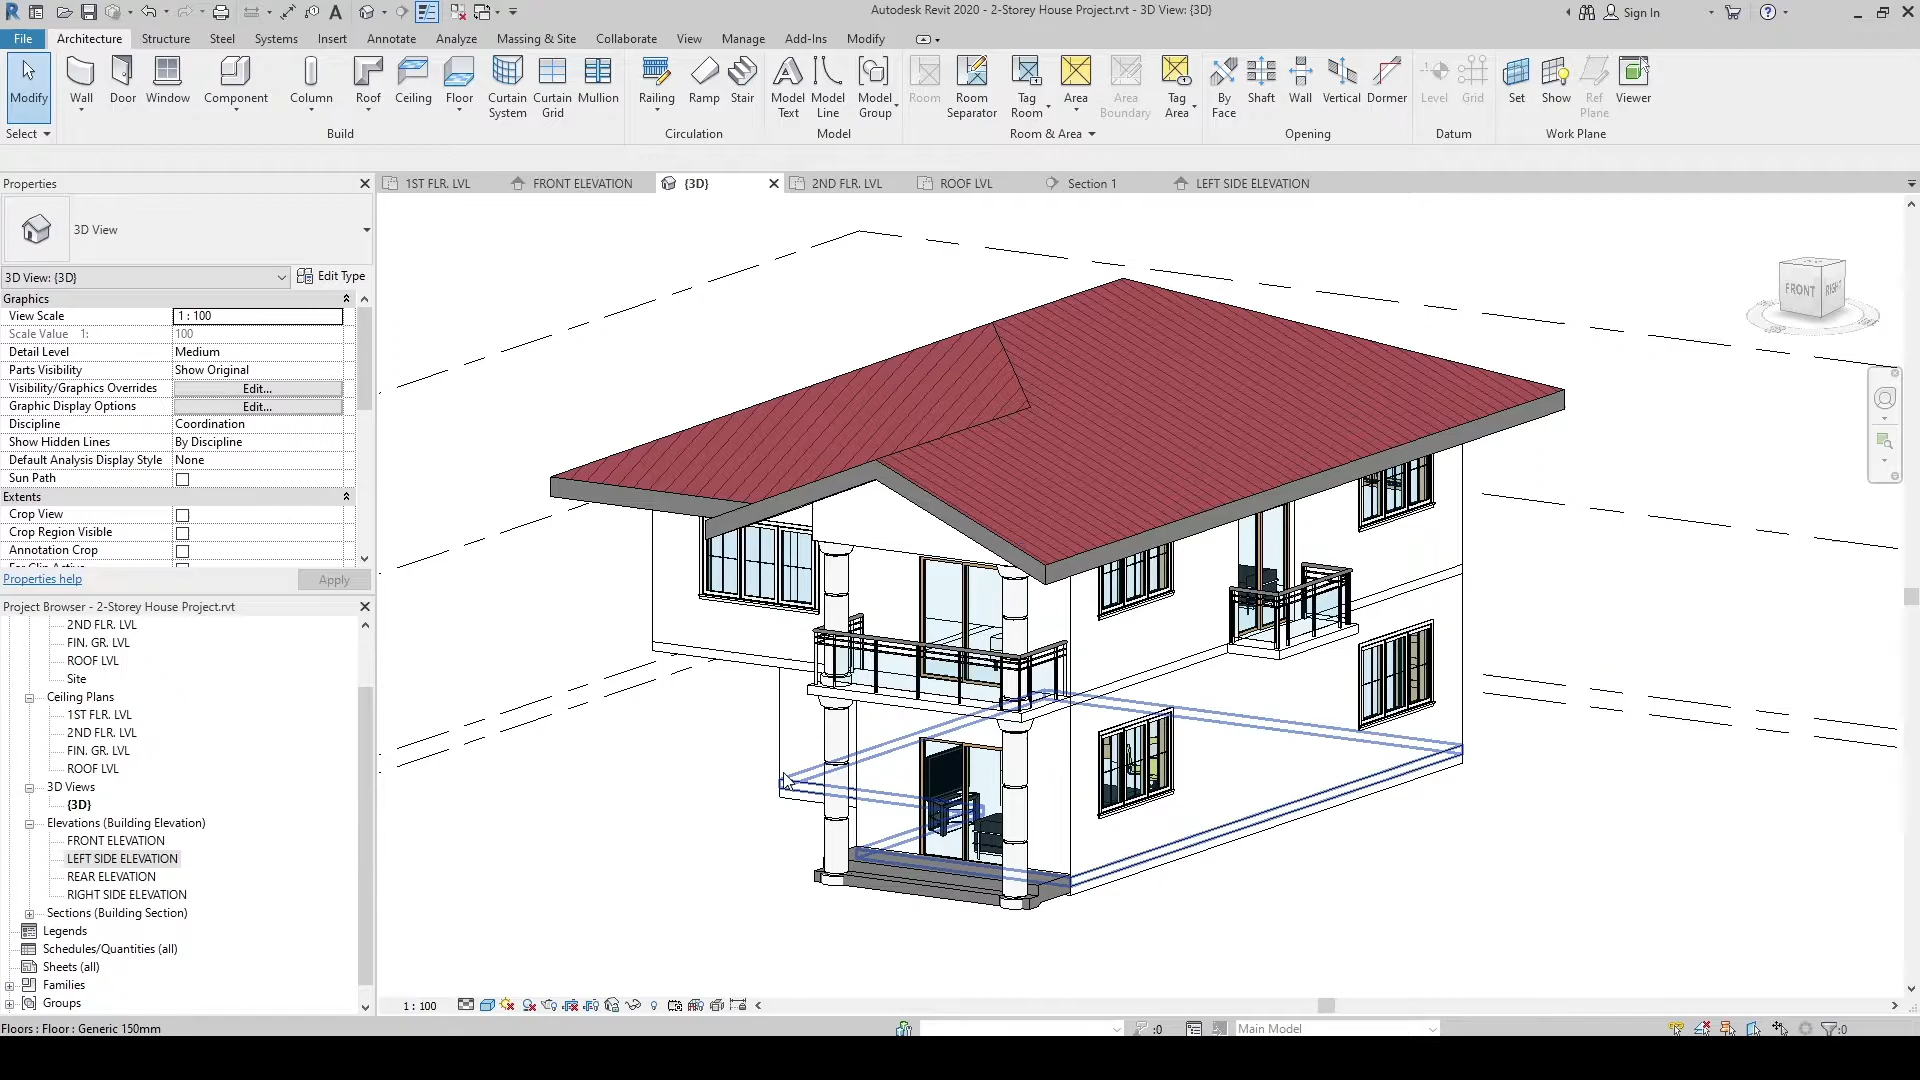 Autodesk Revit 2020 - 2-Storey House Project.rvt - 3D View: {3D}
Sign In
File Architecture Structure Steel Systems Insert Annotate Analyze Massing & Site Collaborate View Manage Add-Ins Modify
Modify Wall Door Window Component Column Roof Ceiling Floor Curtain System Curtain Grid Mullion Railing Ramp Stair Model Text Model Line Model Group Room Room Separator Tag Room Area Area Boundary Tag Area By Face Shaft Wall Vertical Dormer Level Grid Set Show Ref Plane Viewer
Select Build Circulation Model Room & Area Opening Datum Work Plane
Properties
1ST FLR. LVL FRONT ELEVATION {3D} 2ND FLR. LVL ROOF LVL Section 1 LEFT SIDE ELEVATION
3D View
3D View: {3D} Edit Type
Graphics
View Scale 1 : 100
Scale Value 1: 100
Detail Level Medium
Parts Visibility Show Original
Visibility/Graphics Overrides Edit...
Graphic Display Options Edit...
Discipline Coordination
Show Hidden Lines By Discipline
Default Analysis Display Style None
Sun Path
Extents
Crop View
Crop Region Visible
Annotation Crop
Properties help Apply
Project Browser - 2-Storey House Project.rvt
2ND FLR. LVL
FIN. GR. LVL
ROOF LVL
Site
Ceiling Plans
1ST FLR. LVL
2ND FLR. LVL
FIN. GR. LVL
ROOF LVL
3D Views
{3D}
Elevations (Building Elevation)
FRONT ELEVATION
LEFT SIDE ELEVATION
REAR ELEVATION
RIGHT SIDE ELEVATION
Sections (Building Section)
Legends
Schedules/Quantities (all)
Sheets (all)
Families
Groups
FRONT RIGHT
1 : 100
Floors : Floor : Generic 150mm
:0
Main Model
:0